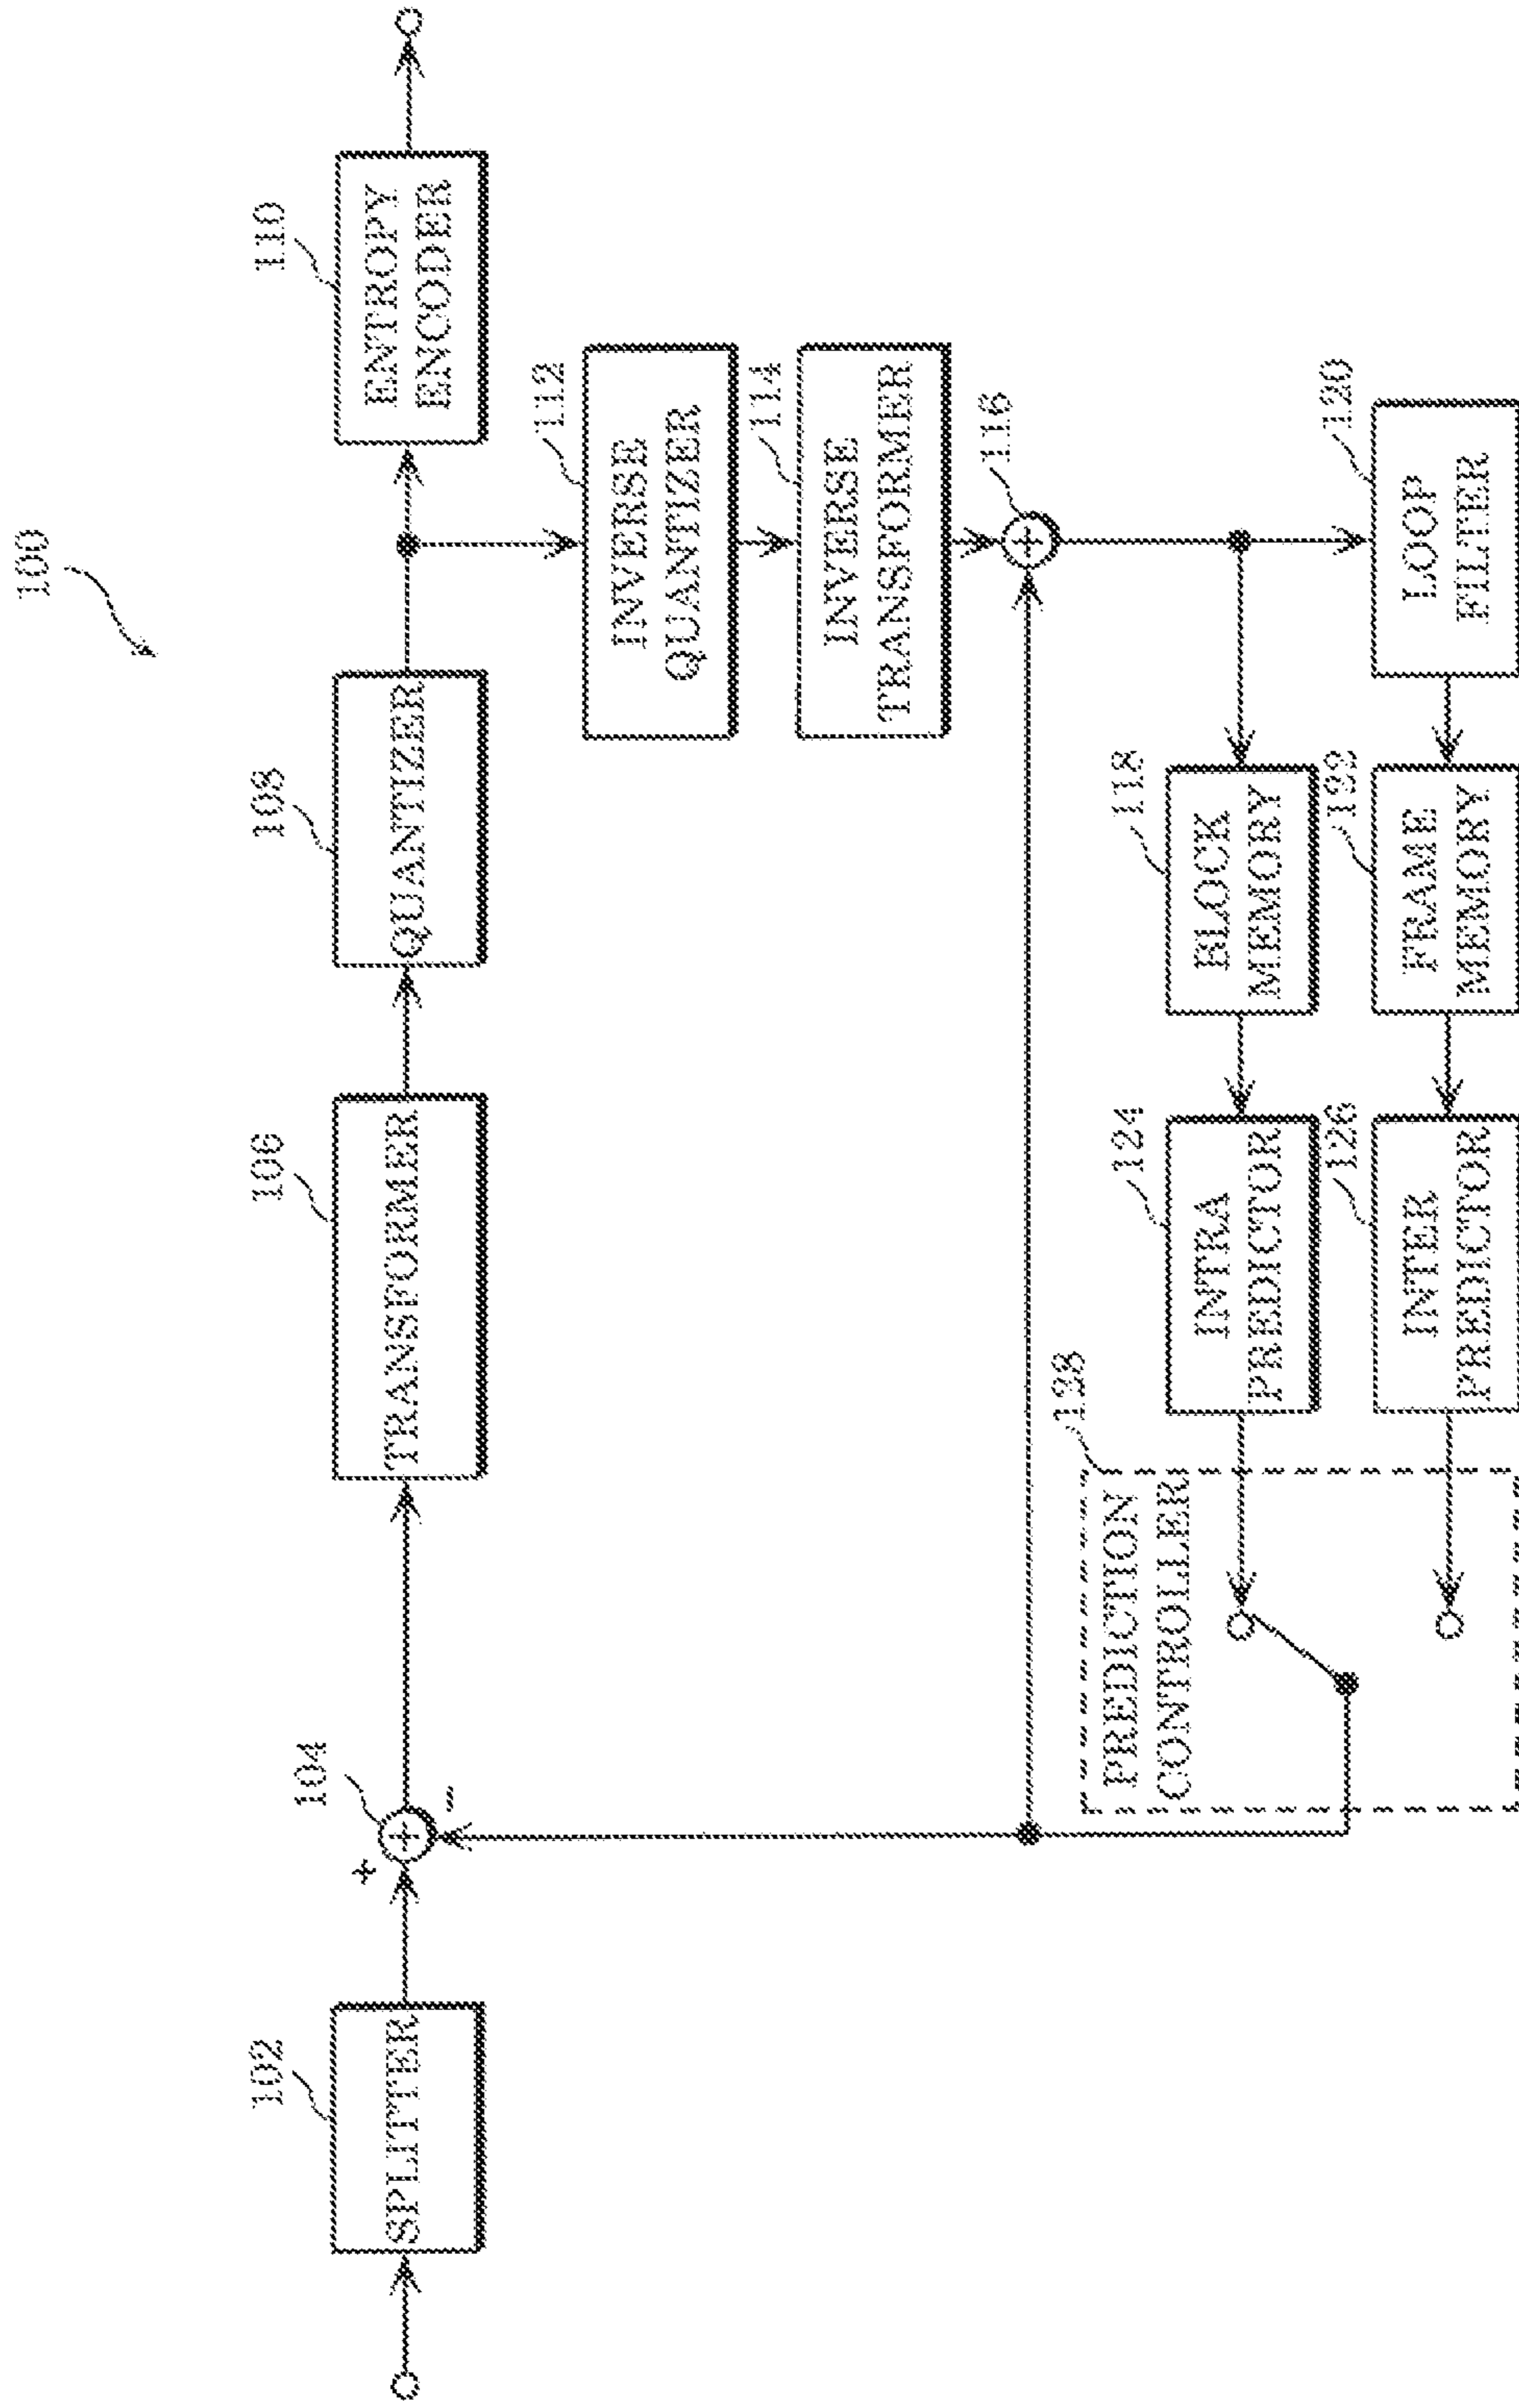 100
102
SPLITTER
104
+
−
106
TRANSFORMER
108
QUANTIZER
110
ENTROPY
ENCODER
112
INVERSE
QUANTIZER
114
INVERSE
TRANSFORMER
116
128
PREDICTION
CONTROLLER
124
INTRA
PREDICTOR
118
BLOCK
MEMORY
126
INTER
PREDICTOR
122
FRAME
MEMORY
120
LOOP
FILTER